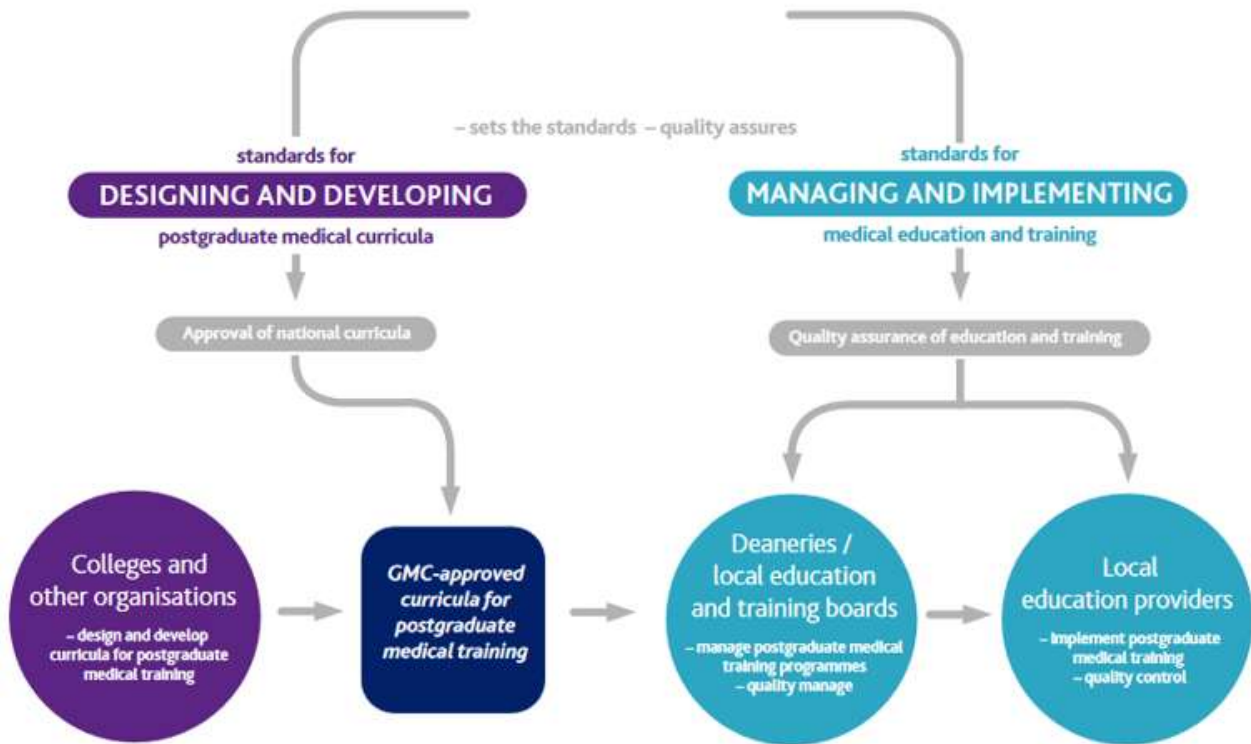 – sets the standards – quality assures
standards for
DESIGNING AND DEVELOPING
postgraduate medical curricula
standards for
MANAGING AND IMPLEMENTING
medical education and training
Approval of national curricula
Quality assurance of education and training
Colleges and
other organisations
– design and develop
curricula for postgraduate
medical training
GMC-approved
curricula for
postgraduate
medical training
Deaneries /
local education
and training boards
– manage postgraduate medical
training programmes
– quality manage
Local
education providers
– implement postgraduate
medical training
– quality control